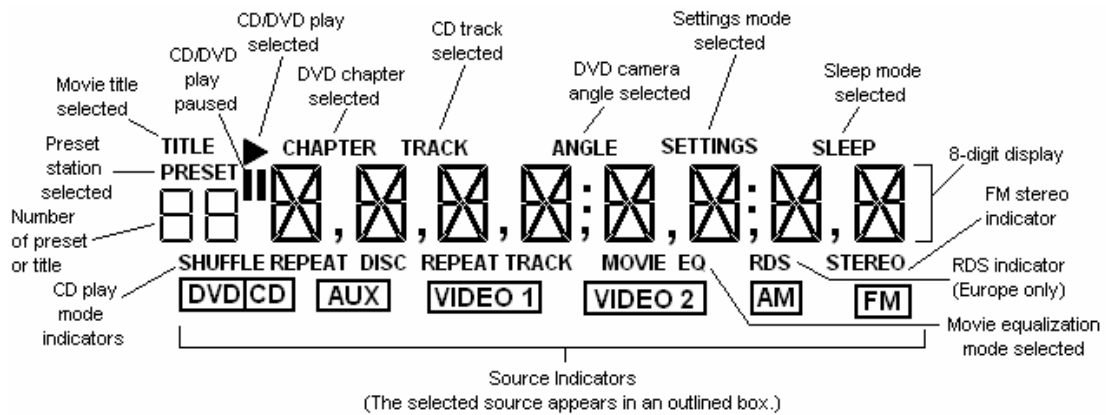 CD/DVD play
selected
CD/DVD
play
paused
Movie title
selected
Preset
station
selected
Number
of preset
or title
DVD chapter
selected
CD track
selected
DVD camera
angle selected
Settings mode
selected
Sleep mode
selected
8-digit display
FM stereo
indicator
TITLE CHAPTER TRACK ANGLE SETTINGS SLEEP
PRESET
SHUFFLE REPEAT DISC REPEAT TRACK MOVIE EQ RDS STEREO
DVD CD AUX VIDEO 1 VIDEO 2 AM FM
CD play
mode
indicators
RDS indicator
(Europe only)
Movie equalization
mode selected
Source Indicators
(The selected source appears in an outlined box.)